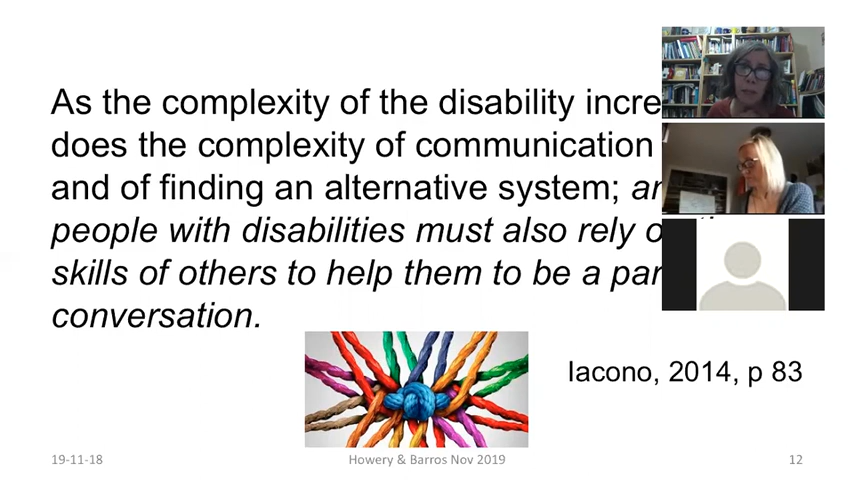 As the complexity of the disability incre
does the complexity of communication
and of finding an alternative system;
people with disabilities must also rely
skills of others to help them to be a par
conversation.
Iacono, 2014, p 83
19-11-18
Howery & Barros Nov 2019
12